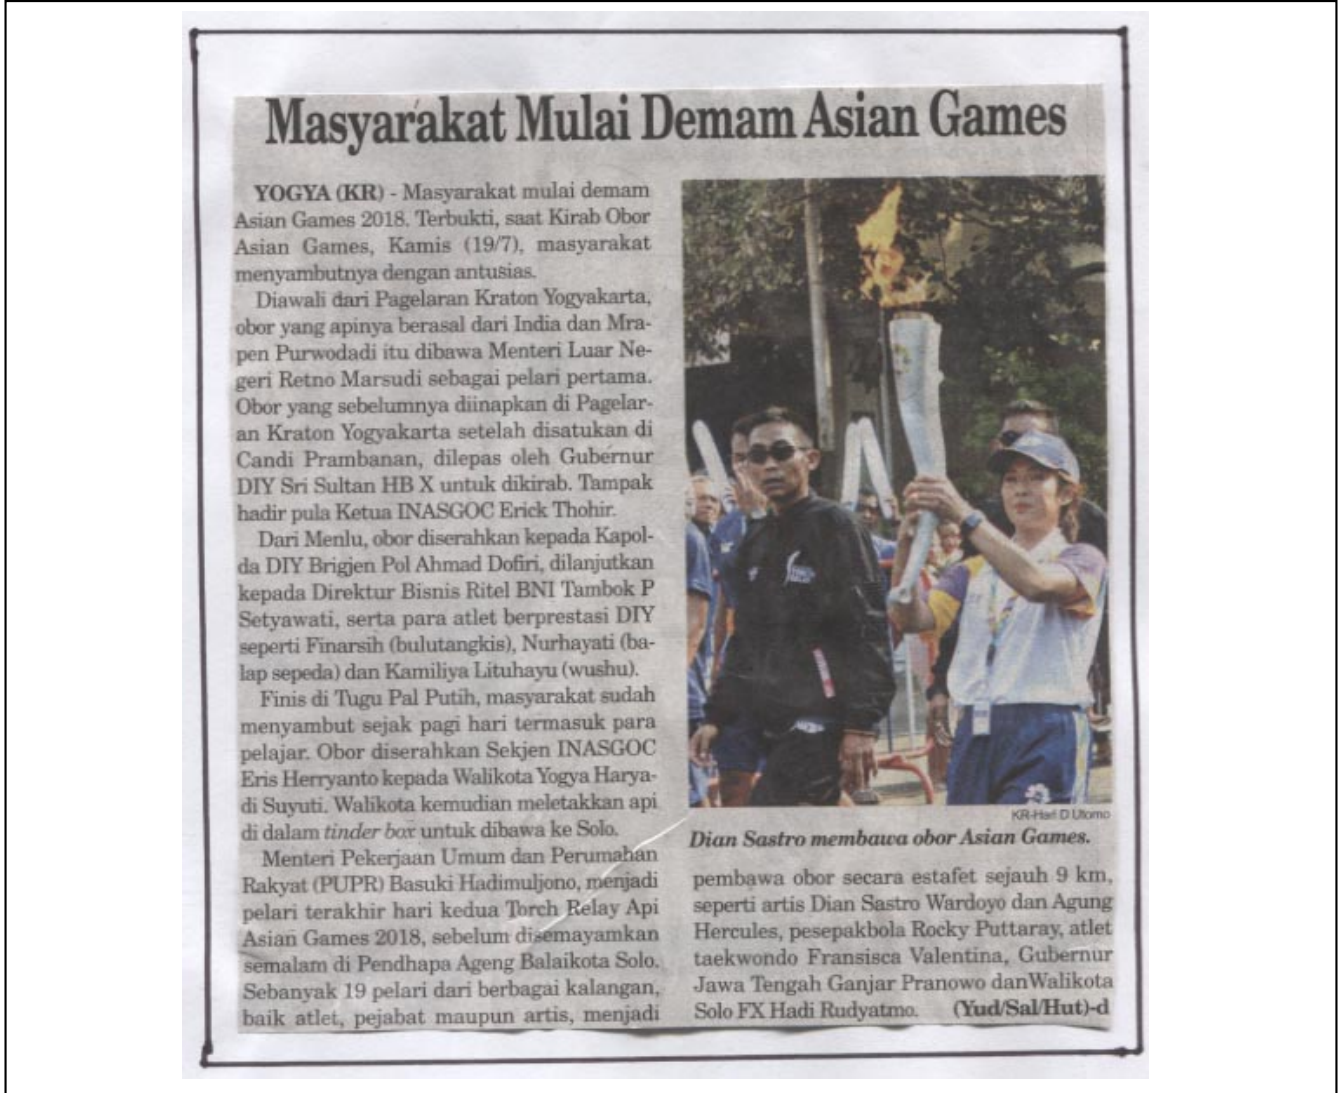 Masyarakat Mulai Demam Asian Games
YOGYA (KR) - Masyarakat mulai demam
Asian Games 2018. Terbukti, saat Kirab Obor
Asian Games, Kamis (19/7), masyarakat
menyambutnya dengan antusias.
Diawali dari Pagelaran Kraton Yogyakarta,
obor yang apinya berasal dari India dan Mra-
pen Purwodadi itu dibawa Menteri Luar Ne-
geri Retno Marsudi sebagai pelari pertama.
Obor yang sebelumnya diinapkan di Pagelar-
an Kraton Yogyakarta setelah disatukan di
Candi Prambanan, dilepas oleh Gubernur
DIY Sri Sultan HB X untuk dikirab. Tampak
hadir pula Ketua INASGOC Erick Thohir.
Dari Menlu, obor diserahkan kepada Kapol-
da DIY Brigjen Pol Ahmad Dofiri, dilanjutkan
kepada Direktur Bisnis Ritel BNI Tambok P
Setyawati, serta para atlet berprestasi DIY
seperti Finarsih (bulutangkis), Nurhayati (ba-
lap sepeda) dan Kamiliya Lituhayu (wushu).
Finis di Tugu Pal Putih, masyarakat sudah
menyambut sejak pagi hari termasuk para
pelajar. Obor diserahkan Sekjen INASGOC
Eris Herryanto kepada Walikota Yogya Harya-
di Suyuti. Walikota kemudian meletakkan api
di dalam tinder box untuk dibawa ke Solo.
Menteri Pekerjaan Umum dan Perumahan
Rakyat (PUPR) Basuki Hadimuljono, menjadi
pelari terakhir hari kedua Torch Relay Api
Asian Games 2018, sebelum disemayamkan
semalam di Pendhapa Ageng Balaikota Solo.
Sebanyak 19 pelari dari berbagai kalangan,
baik atlet, pejabat maupun artis, menjadi
KR-Hari D Utomo
Dian Sastro membawa obor Asian Games.
pembawa obor secara estafet sejauh 9 km,
seperti artis Dian Sastro Wardoyo dan Agung
Hercules, pesepakbola Rocky Puttaray, atlet
taekwondo Fransisca Valentina, Gubernur
Jawa Tengah Ganjar Pranowo danWalikota
Solo FX Hadi Rudyatmo. (Yud/Sal/Hut)-d